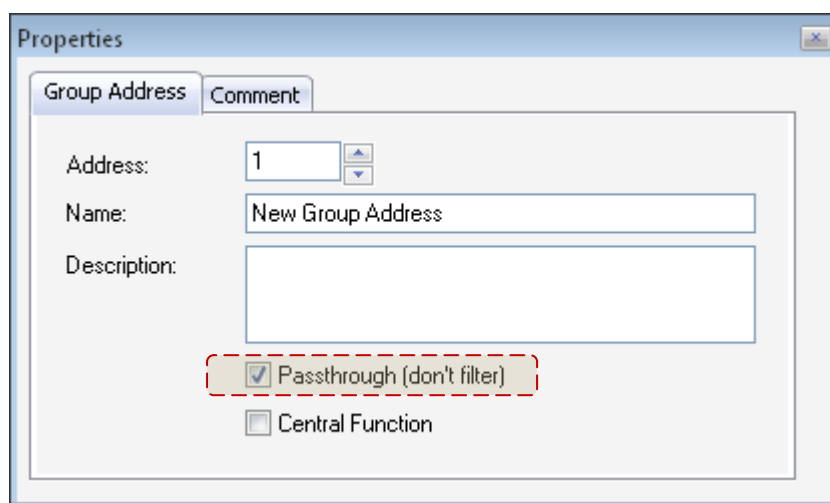 Properties
Group Address Comment
Address: 1
Name: New Group Address
Description:
Passthrough (don't filter)
Central Function